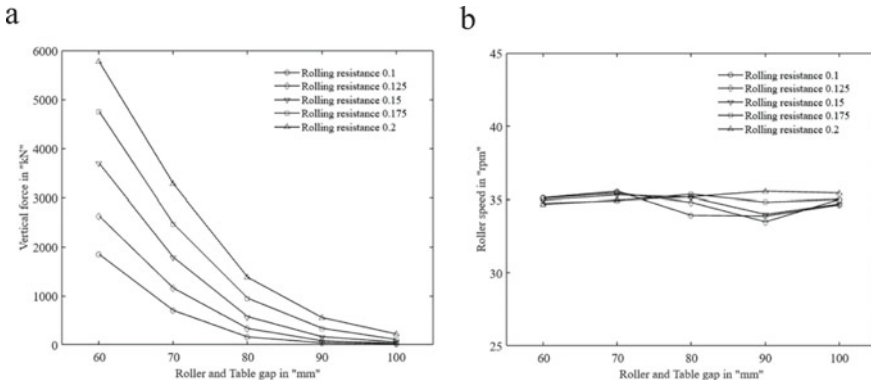 a
6000
5000
4000
3000
2000
1000
0
Vertical force in "kN"
Rolling resistance 0.1
Rolling resistance 0.125
Rolling resistance 0.15
Rolling resistance 0.175
Rolling resistance 0.2
60 70 80 90 100
Roller and Table gap in "mm"
b
45
40
35
30
25
Roller speed in "rpm"
Rolling resistance 0.1
Rolling resistance 0.125
Rolling resistance 0.15
Rolling resistance 0.175
Rolling resistance 0.2
60 70 80 90 100
Roller and Table gap in "mm"